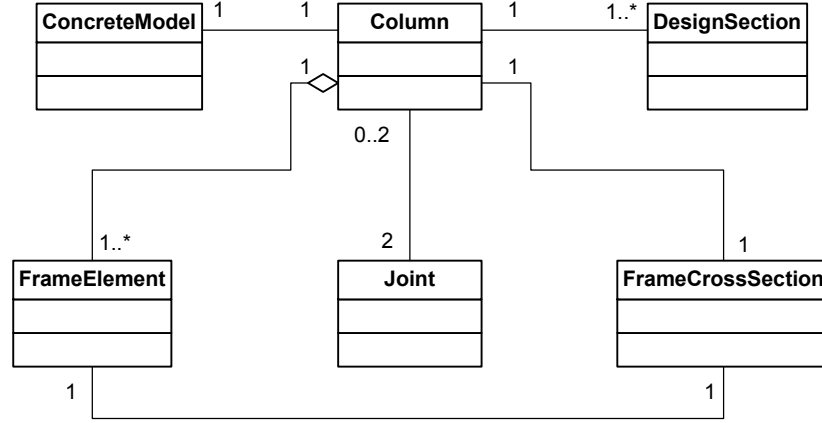 1 1 1 1..*
ConcreteModel Column DesignSection
1 1
0..2
1..* 2 1
FrameElement Joint FrameCrossSection
1 1